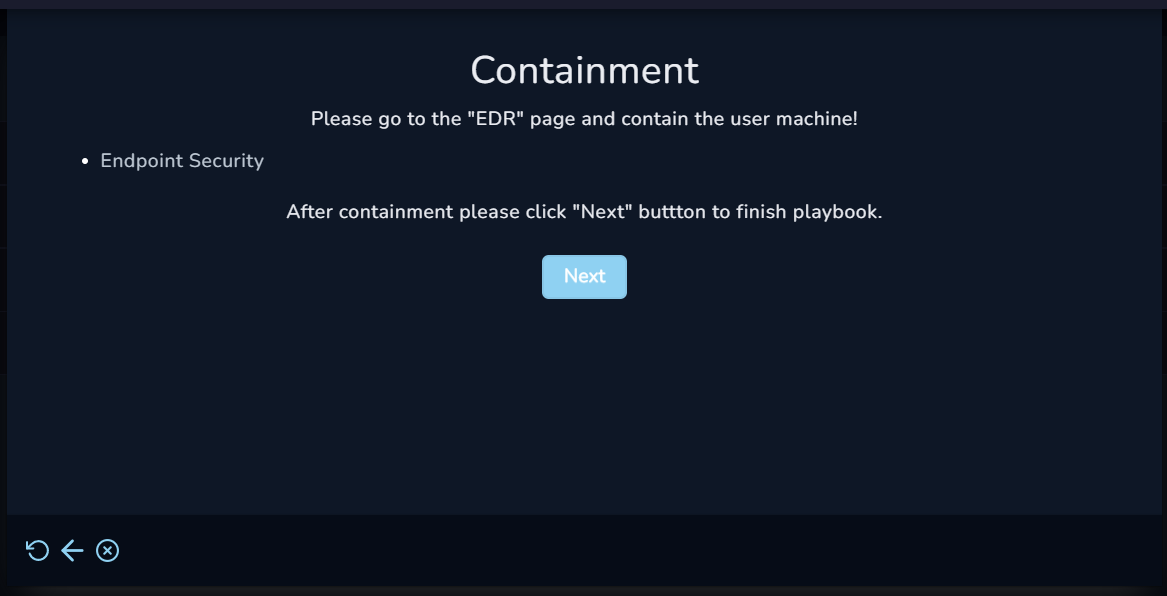 Containment
Please go to the "EDR" page and contain the user machine!
Endpoint Security
After containment please click "Next" buttton to finish playbook.
Next